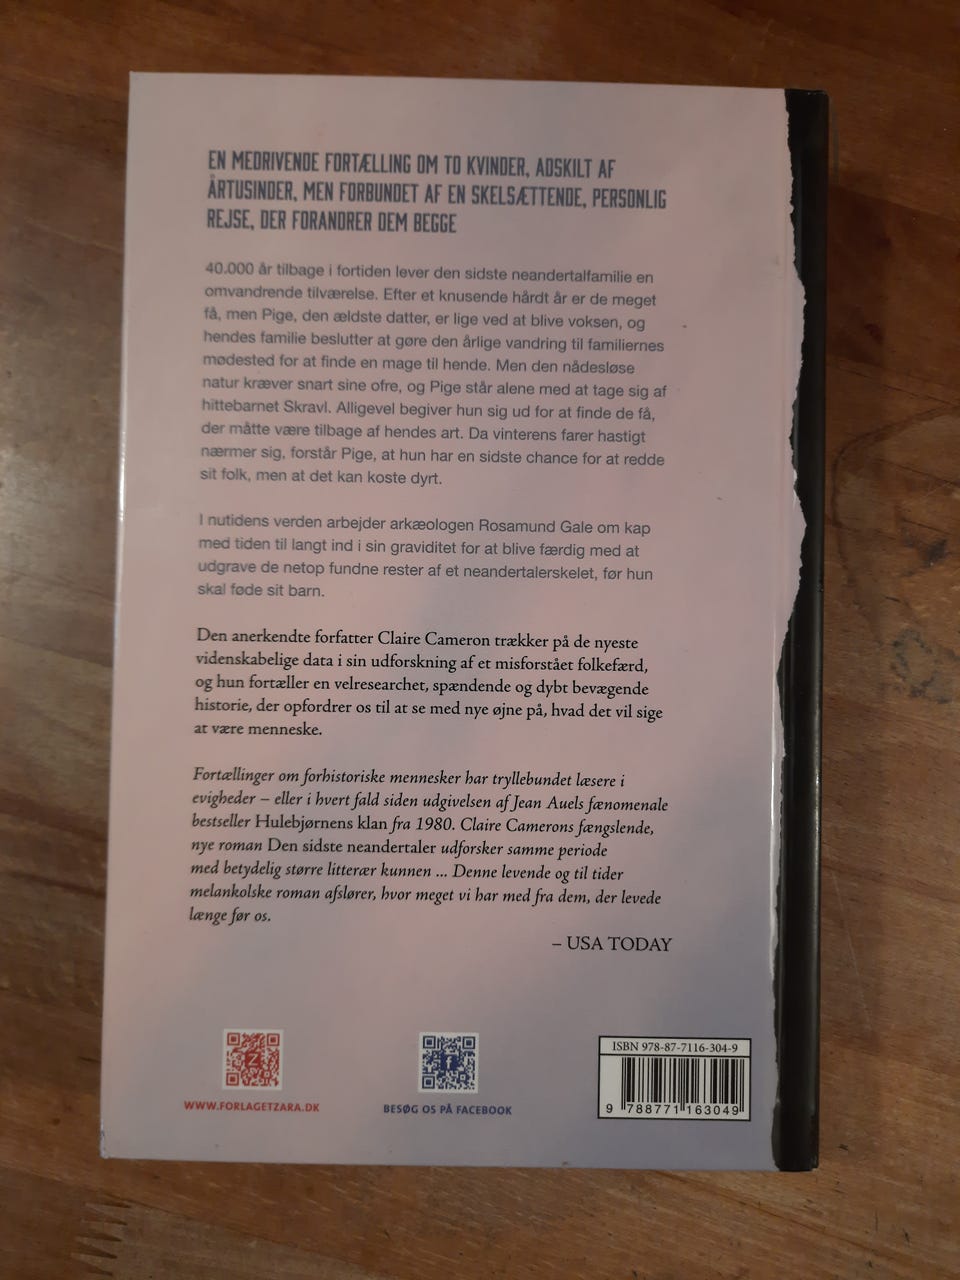 EN MEDRIVENDE FORTÆLLING OM TO KVINDER, ADSKILT AF
ÅRTUSINDER, MEN FORBUNDET AF EN SKELSÆTTENDE, PERSONLIG
REJSE, DER FORANDRER DEM BEGGE
40.000 år tilbage i fortiden lever den sidste neandertalfamilie en
omvandrende tilværelse. Efter et knusende hårdt år er de meget
få, men Pige, den ældste datter, er lige ved at blive voksen, og
hendes familie beslutter at gøre den årlige vandring til familiernes
mødested for at finde en mage til hende. Men den nådesløse
natur kræver snart sine ofre, og Pige står alene med at tage sig af
hittebarnet Skravl. Alligevel begiver hun sig ud for at finde de få,
der måtte være tilbage af hendes art. Da vinterens farer hastigt
nærmer sig, forstår Pige, at hun har en sidste chance for at redde
sit folk, men at det kan koste dyrt.
I nutidens verden arbejder arkæologen Rosamund Gale om kap
med tiden til langt ind i sin graviditet for at blive færdig med at
udgrave de netop fundne rester af et neandertalerskelet, før hun
skal føde sit barn.
Den anerkendte forfatter Claire Cameron trækker på de nyeste
videnskabelige data i sin udforskning af et misforstået folkefærd,
og hun fortæller en velresearchet, spændende og dybt bevægende
historie, der opfordrer os til at se med nye øjne på, hvad det vil sige
at være menneske.
Fortællinger om forhistoriske mennesker har tryllebundet læsere i
evigheder – eller i hvert fald siden udgivelsen af Jean Auels fænomenale
bestseller Hulebjørnens klan fra 1980. Claire Camerons fængslende,
nye roman Den sidste neandertaler udforsker samme periode
med betydelig større litterær kunnen ... Denne levende og til tider
melankolske roman afslører, hvor meget vi har med fra dem, der levede
længe før os.
– USA TODAY
WWW.FORLAGETZARA.DK
BESØG OS PÅ FACEBOOK
ISBN 978-87-7116-304-9
9 788771 163049